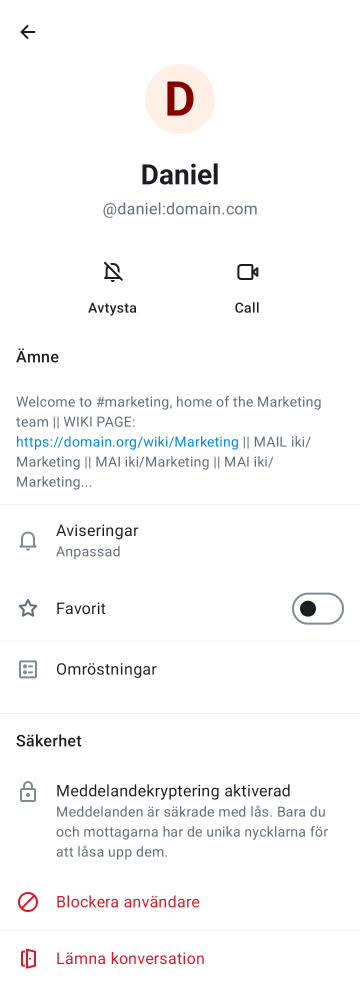 D
Daniel
@daniel:domain.com
Avtysta
Call
Ämne
Welcome to #marketing, home of the Marketing
team || WIKI PAGE:
https://domain.org/wiki/Marketing || MAIL iki/
Marketing || MAI iki/Marketing || MAI iki/
Marketing...
Aviseringar
Anpassad
Favorit
Omröstningar
Säkerhet
Meddelandekryptering aktiverad
Meddelanden är säkrade med lås. Bara du
och mottagarna har de unika nycklarna för
att låsa upp dem.
Blockera användare
Lämna konversation